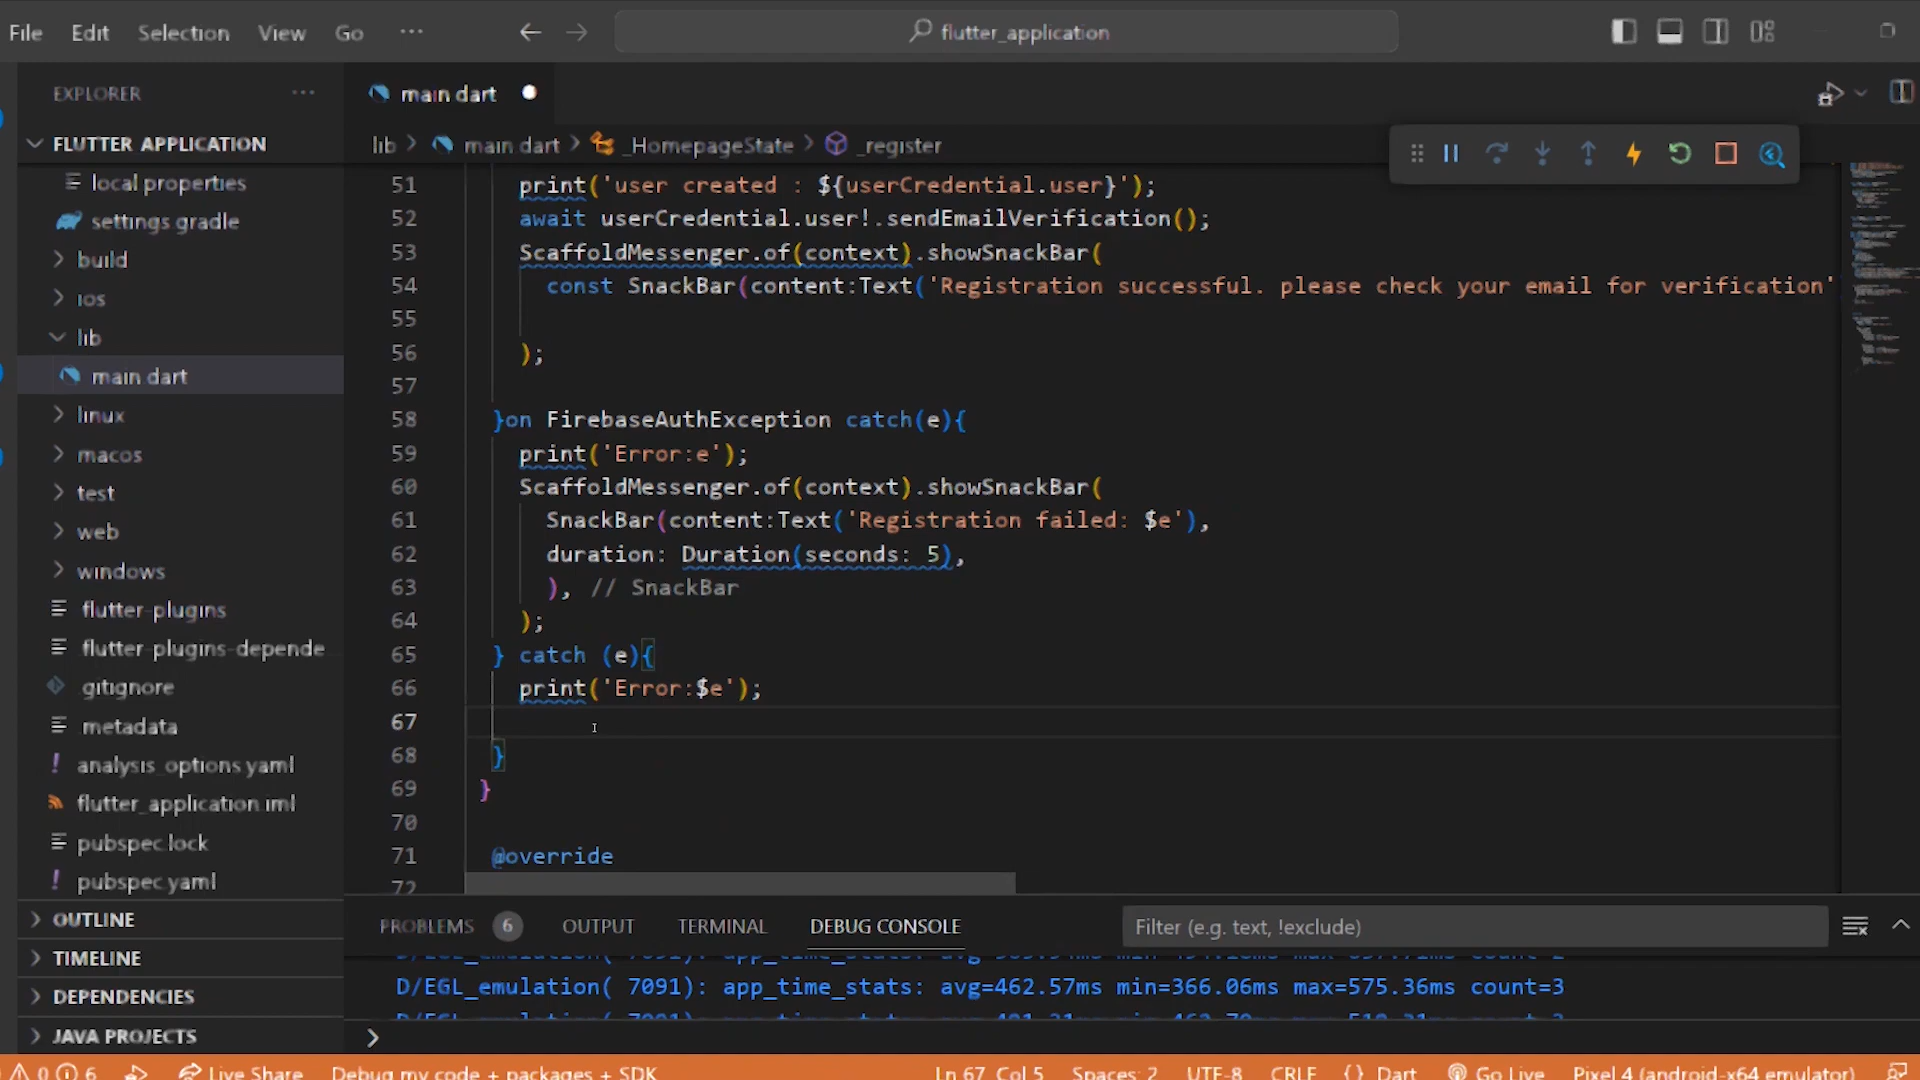 File Edit Selection View Go ··· flutter_application
EXPLORER ···
FLUTTER APPLICATION
local properties
settings gradle
build
ios
lib
main dart
linux
macos
test
web
windows
flutter-plugins
flutter-plugins-depende
.gitignore
.metadata
analysis_options yaml
flutter_application.iml
pubspec.lock
pubspec yaml
OUTLINE
TIMELINE
DEPENDENCIES
JAVA PROJECTS
main dart
lib > main dart > _HomepageState > _register
51 print('user created : ${userCredential.user}');
52 await userCredential.user!.sendEmailVerification();
53 ScaffoldMessenger.of(context).showSnackBar(
54 const SnackBar(content:Text('Registration successful. please check your email for verification'
55
56 );
57
58 }on FirebaseAuthException catch(e){
59 print('Error:e');
60 ScaffoldMessenger.of(context).showSnackBar(
61 SnackBar(content:Text('Registration failed: $e'),
62 duration: Duration(seconds: 5),
63 ), // SnackBar
64 );
65 } catch (e){
66 print('Error:$e');
67
68 }
69 }
70
71 @override
72
PROBLEMS 6 OUTPUT TERMINAL DEBUG CONSOLE Filter (e.g. text, !exclude)
D/EGL_emulation( 7091): app_time_stats: avg=462.57ms min=366.06ms max=575.36ms count=3
>
0 6 Live Share Debug my code + packages + SDK Ln 67 Col 5 Spaces: 2 UTF-8 CRLF {} Dart Go Live Pixel 4 (android-x64 emulator)